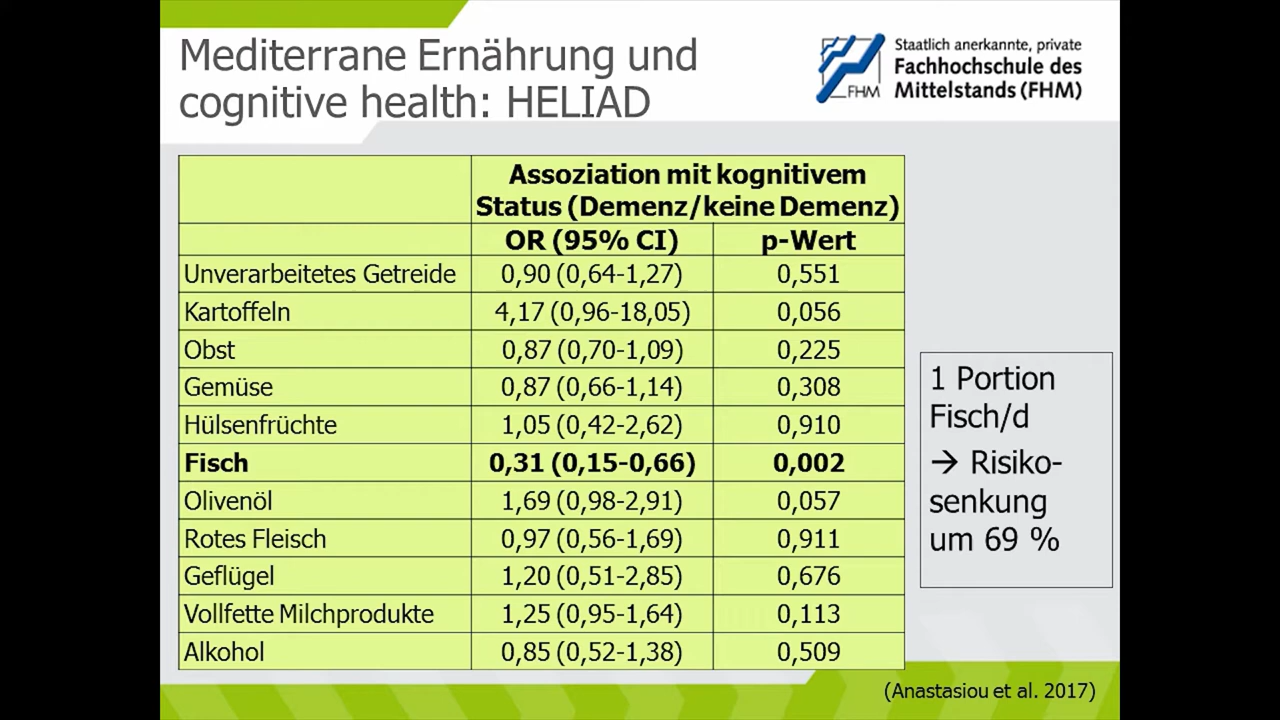 Mediterrane Ernährung und
cognitive health: HELIAD
Staatlich anerkannte, private
Fachhochschule des
Mittelstands (FHM)
FHM
Assoziation mit kognitivem
Status (Demenz/keine Demenz)
OR (95% CI) p-Wert
Unverarbeitetes Getreide 0,90 (0,64-1,27) 0,551
Kartoffeln 4,17 (0,96-18,05) 0,056
Obst 0,87 (0,70-1,09) 0,225
Gemüse 0,87 (0,66-1,14) 0,308
Hülsenfrüchte 1,05 (0,42-2,62) 0,910
Fisch 0,31 (0,15-0,66) 0,002
Olivenöl 1,69 (0,98-2,91) 0,057
Rotes Fleisch 0,97 (0,56-1,69) 0,911
Geflügel 1,20 (0,51-2,85) 0,676
Vollfette Milchprodukte 1,25 (0,95-1,64) 0,113
Alkohol 0,85 (0,52-1,38) 0,509
1 Portion
Fisch/d
→ Risiko-
senkung
um 69 %
(Anastasiou et al. 2017)